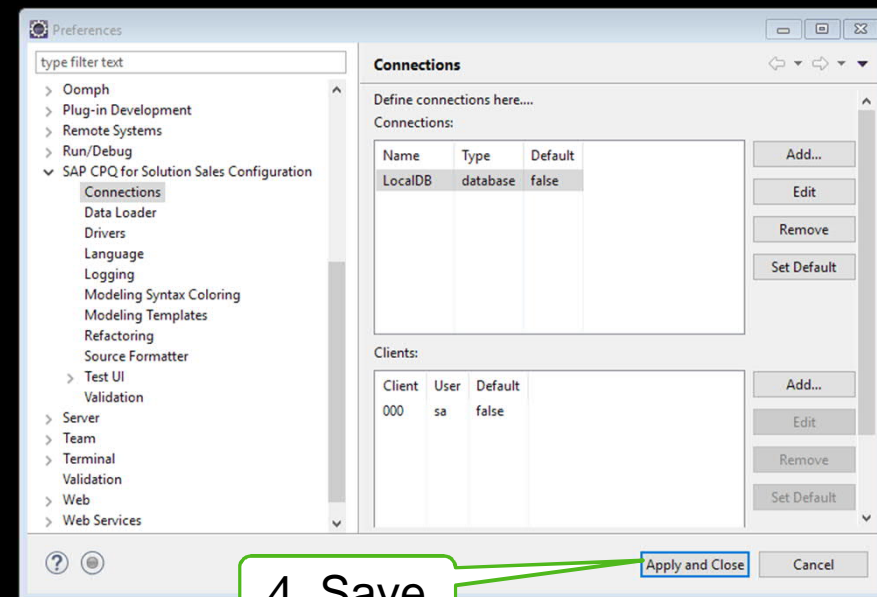 Preferences
type filter text
Oomph
Plug-in Development
Remote Systems
Run/Debug
SAP CPQ for Solution Sales Configuration
Connections
Data Loader
Drivers
Language
Logging
Modeling Syntax Coloring
Modeling Templates
Refactoring
Source Formatter
Test UI
Validation
Server
Team
Terminal
Validation
Web
Web Services
Connections
Define connections here....
Connections:
Name Type Default
LocalDB database false
Add...
Edit
Remove
Set Default
Clients:
Client User Default
000 sa false
Add...
Edit
Remove
Set Default
Apply and Close Cancel
4. Save